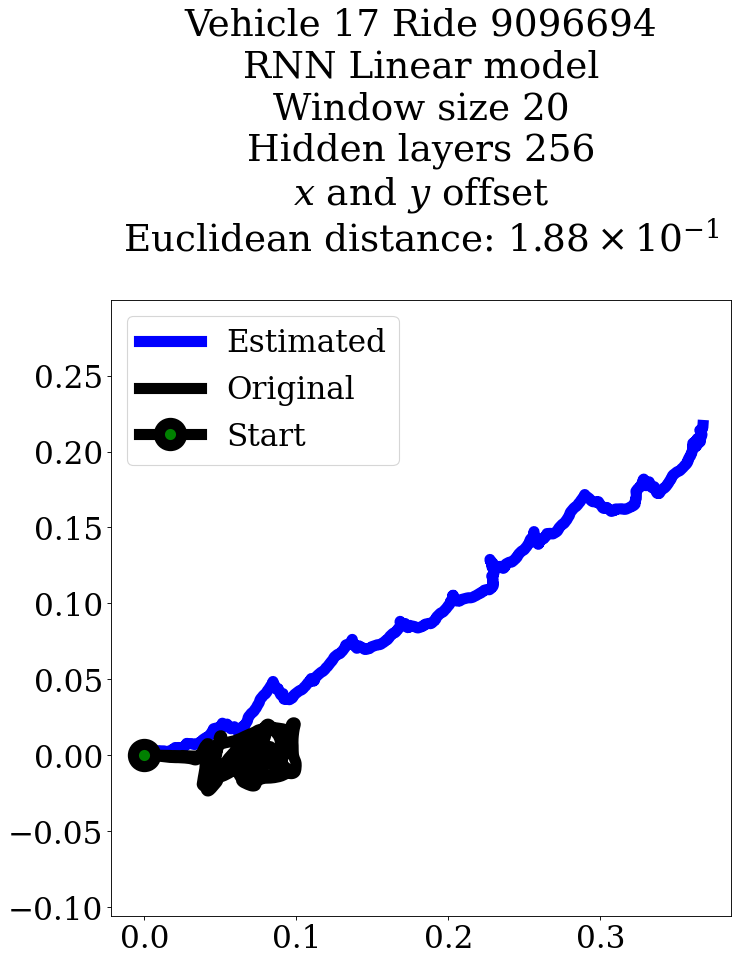 Vehicle 17 Ride 9096694
RNN Linear model
Window size 20
Hidden layers 256
x and y offset
Euclidean distance: 1.88 × 10⁻¹
Estimated
Original
Start
0.25
0.20
0.15
0.10
0.05
0.00
−0.05
−0.10
0.0 0.1 0.2 0.3